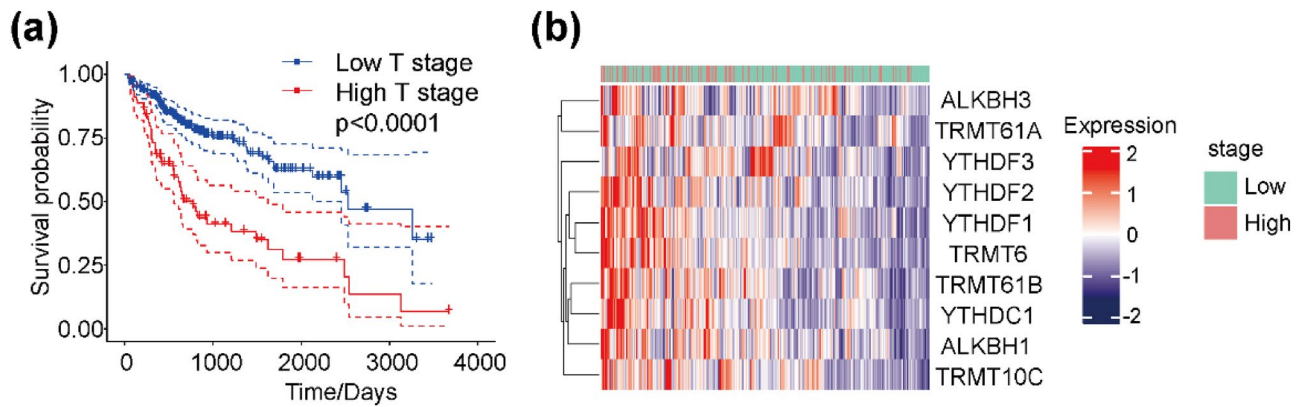 (a)
Low T stage
High T stage
p<0.0001
Survival probability
1.00
0.75
0.50
0.25
0.00
0 1000 2000 3000 4000
Time/Days
(b)
ALKBH3
TRMT61A
YTHDF3
YTHDF2
YTHDF1
TRMT6
TRMT61B
YTHDC1
ALKBH1
TRMT10C
Expression
2
1
0
-1
-2
stage
Low
High